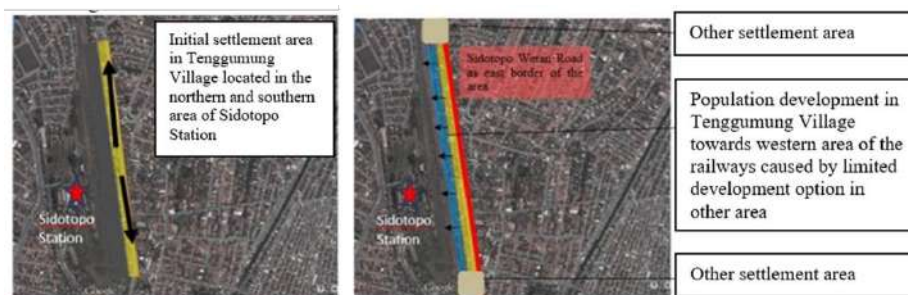 Initial settlement area
in Tenggumung
Village located in the
northern and southern
area of Sidotopo
Station
Sidotopo
Station
Google
Sidotopo Wetan Road
as east border of the
area
Sidotopo
Station
Google
Other settlement area
Population development in
Tenggumung Village
towards western area of the
railways caused by limited
development option in
other area
Other settlement area